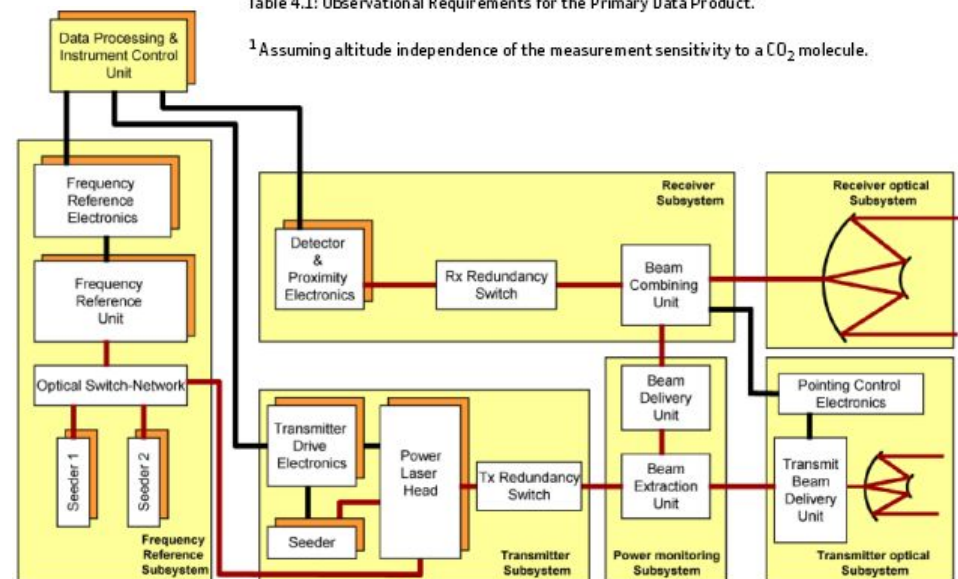 Table 4.1: Observational Requirements for the Primary Data Product.
1 Assuming altitude independence of the measurement sensitivity to a CO2 molecule.
Data Processing &
Instrument Control
Unit
Frequency
Reference
Electronics
Frequency
Reference
Unit
Optical Switch-Network
Seeder 1
Seeder 2
Frequency
Reference
Subsystem
Receiver
Subsystem
Detector
&
Proximity
Electronics
Rx Redundancy
Switch
Beam
Combining
Unit
Receiver optical
Subsystem
Transmitter
Drive
Electronics
Seeder
Power
Laser
Head
Tx Redundancy
Switch
Transmitter
Subsystem
Beam
Delivery
Unit
Beam
Extraction
Unit
Power monitoring
Subsystem
Pointing Control
Electronics
Transmit
Beam
Delivery
Unit
Transmitter optical
Subsystem